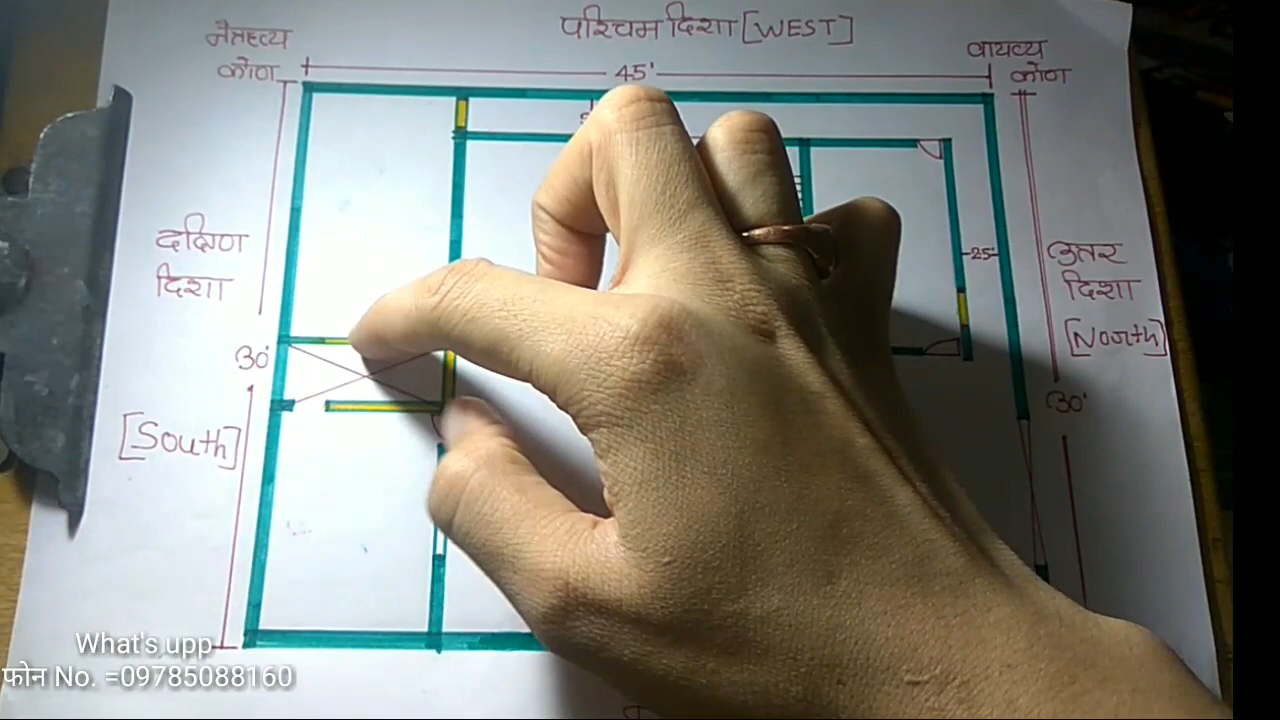 पश्चिम दिशा [WEST]
नैऋत्य
कोण
वायव्य
कोण
45'
दक्षिण
दिशा
[South]
30'
25'
उत्तर
दिशा
[North]
30'
What's upp
फोन No. =09785088160